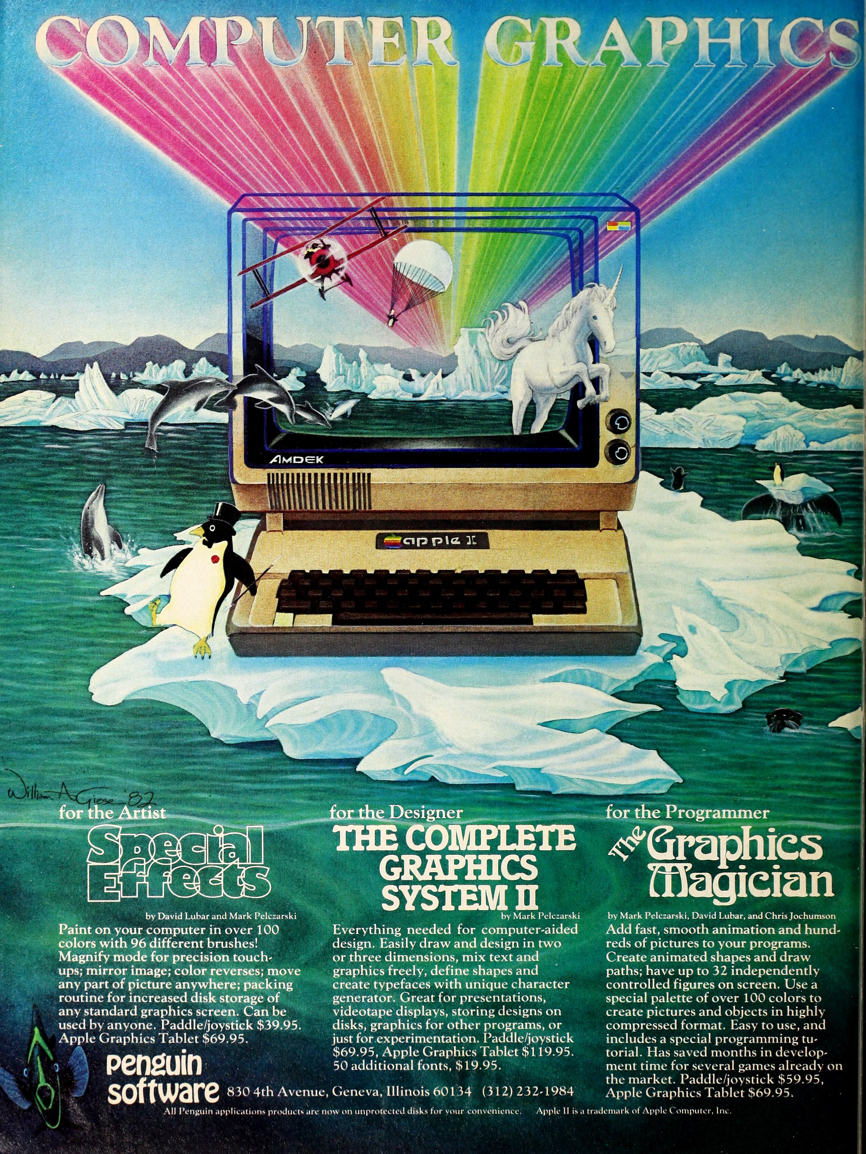 COMPUTER GRAPHICS
AMDEK
apple II
William A. Giese '82
for the Artist
Special
Effects
by David Lubar and Mark Pelczarski
Paint on your computer in over 100
colors with 96 different brushes!
Magnify mode for precision touch-
ups; mirror image; color reverses; move
any part of picture anywhere; packing
routine for increased disk storage of
any standard graphics screen. Can be
used by anyone. Paddle/joystick $39.95.
Apple Graphics Tablet $69.95.
for the Designer
THE COMPLETE
GRAPHICS
SYSTEM II
by Mark Pelczarski
Everything needed for computer-aided
design. Easily draw and design in two
or three dimensions, mix text and
graphics freely, define shapes and
create typefaces with unique character
generator. Great for presentations,
videotape displays, storing designs on
disks, graphics for other programs, or
just for experimentation. Paddle/joystick
$69.95, Apple Graphics Tablet $119.95.
50 additional fonts, $19.95.
for the Programmer
The Graphics
Magician
by Mark Pelczarski, David Lubar, and Chris Jochumson
Add fast, smooth animation and hund-
reds of pictures to your programs.
Create animated shapes and draw
paths; have up to 32 independently
controlled figures on screen. Use a
special palette of over 100 colors to
create pictures and objects in highly
compressed format. Easy to use, and
includes a special programming tu-
torial. Has saved months in develop-
ment time for several games already on
the market. Paddle/joystick $59.95,
Apple Graphics Tablet $69.95.
penguin
software
830 4th Avenue, Geneva, Illinois 60134 (312) 232-1984
All Penguin applications products are now on unprotected disks for your convenience. Apple II is a trademark of Apple Computer, Inc.